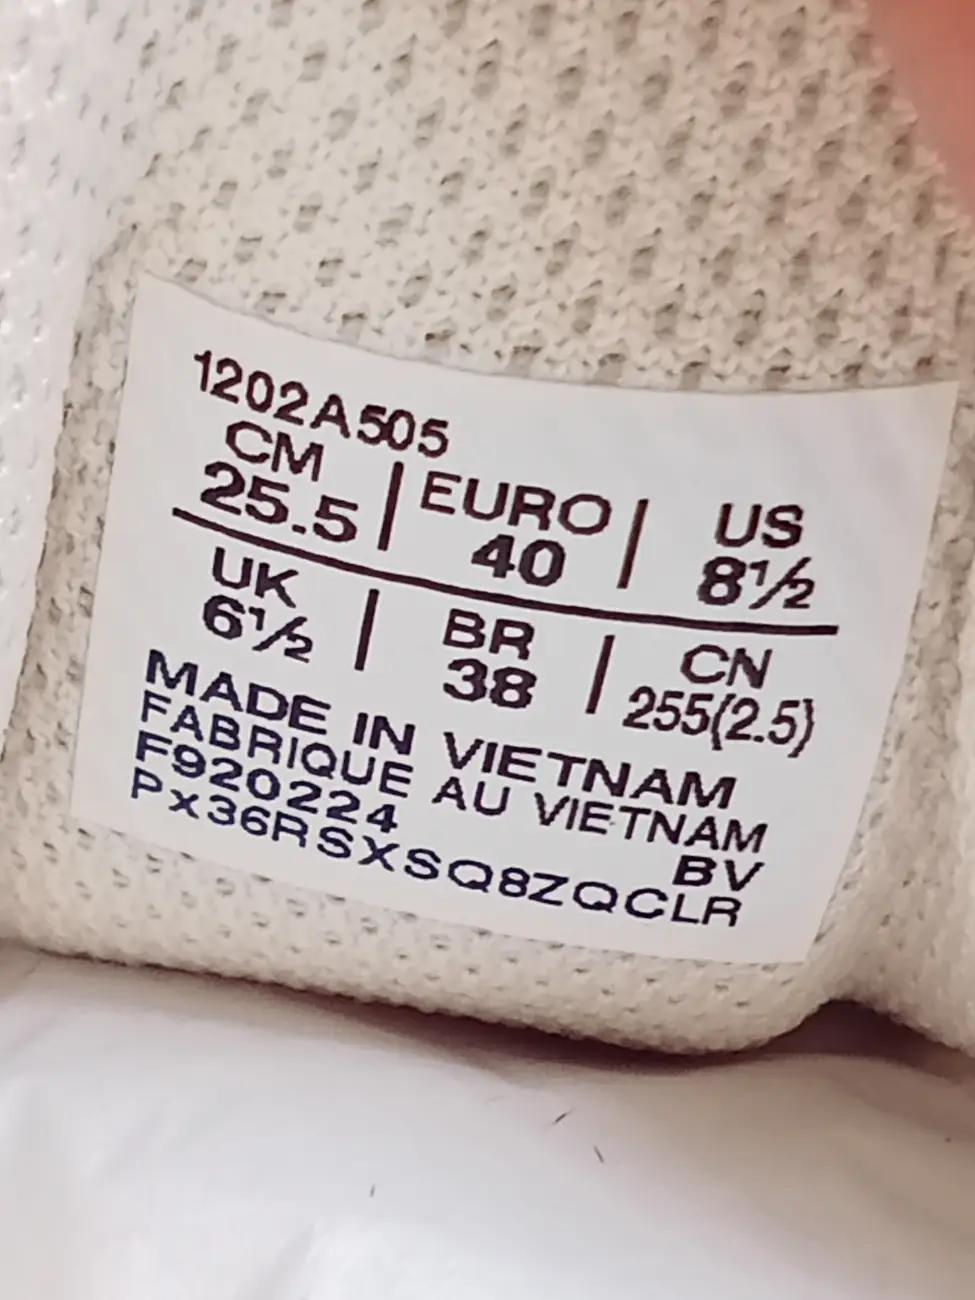 1202A505
CM | EURO | US
25.5 | 40 | 8½
UK | BR | CN
6½ | 38 | 255(2.5)
MADE IN VIETNAM
FABRIQUE AU VIETNAM
F920224 BV
Px36RSXSQ8ZQCLR